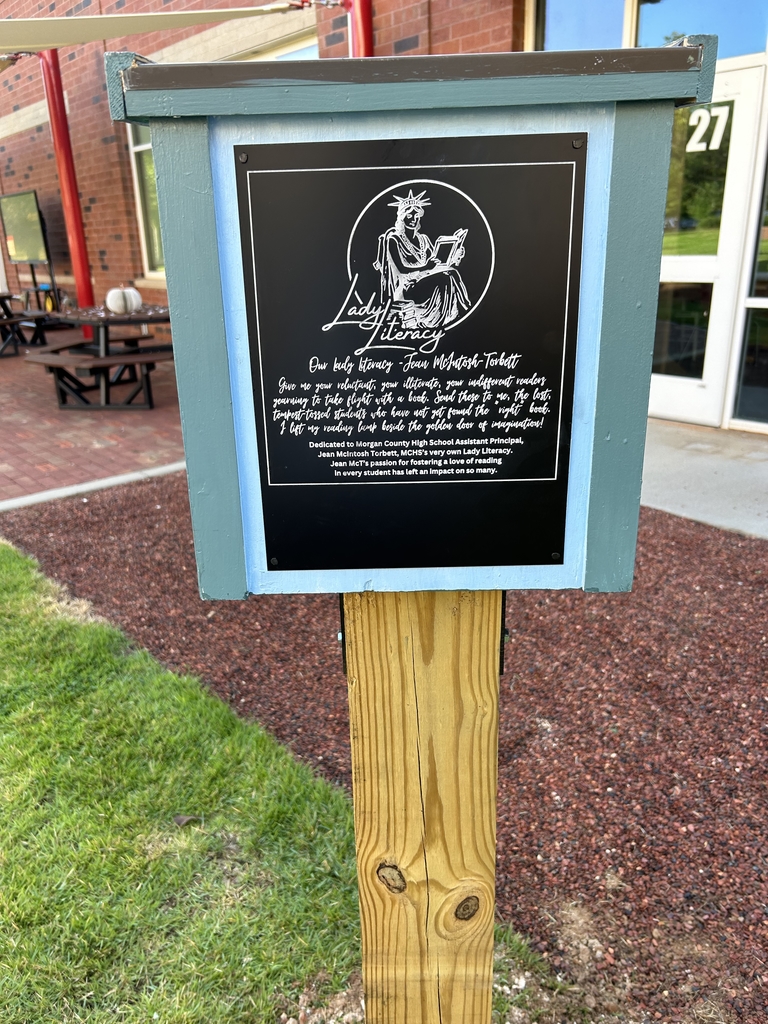 27
Lady
Literacy
Our lady literacy - Jean McIntosh-Torbett
Give me your reluctant, your illiterate, your indifferent readers
yearning to take flight with a book. Send these to me, the lost,
tempest-tossed students who have not yet found the "right" book.
I lift my reading lamp beside the golden door of imagination!
Dedicated to Morgan County High School Assistant Principal,
Jean McIntosh Torbett, MCHS's very own Lady Literacy.
Jean McT's passion for fostering a love of reading
in every student has left an impact on so many.